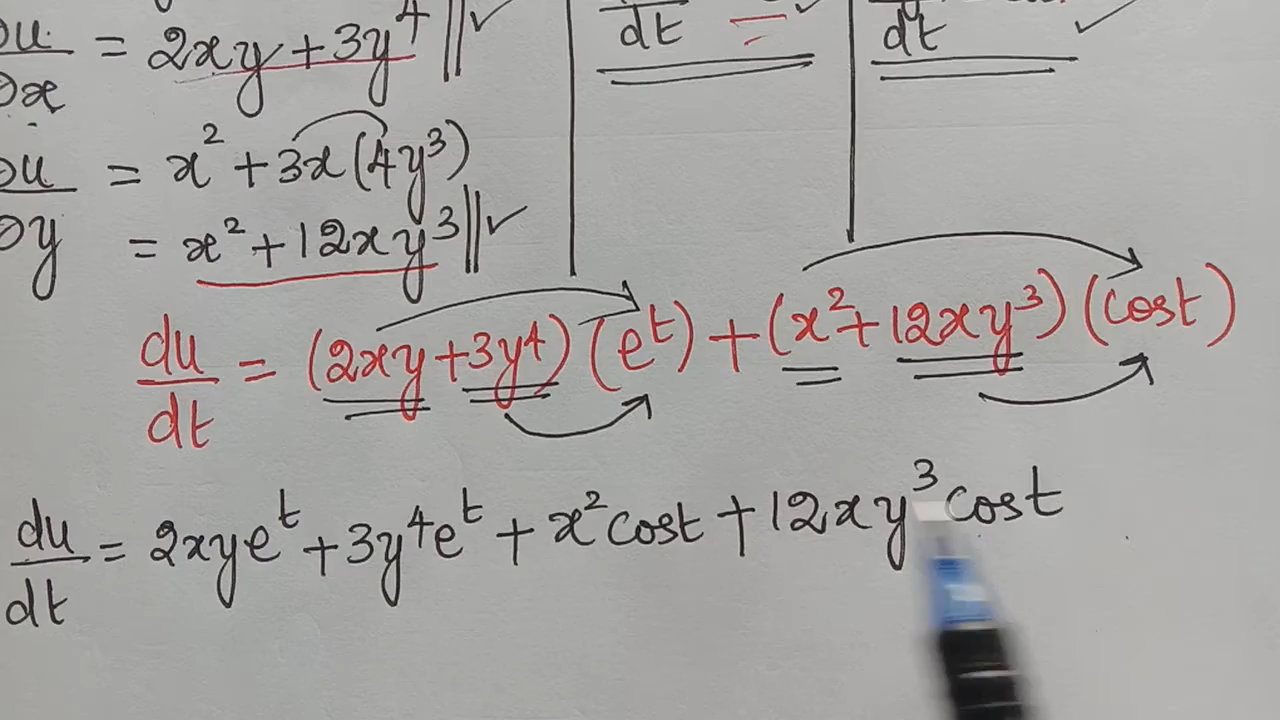 ∂u/∂x = 2xy + 3y⁴ ||✓
∂u/∂y = x² + 3x(4y³)
= x² + 12xy³ ||✓
dt =
dt
du/dt = (2xy + 3y⁴)(eᵗ) + (x² + 12xy³)(cost)
du/dt = 2xyeᵗ + 3y⁴eᵗ + x²cost + 12xy³cost